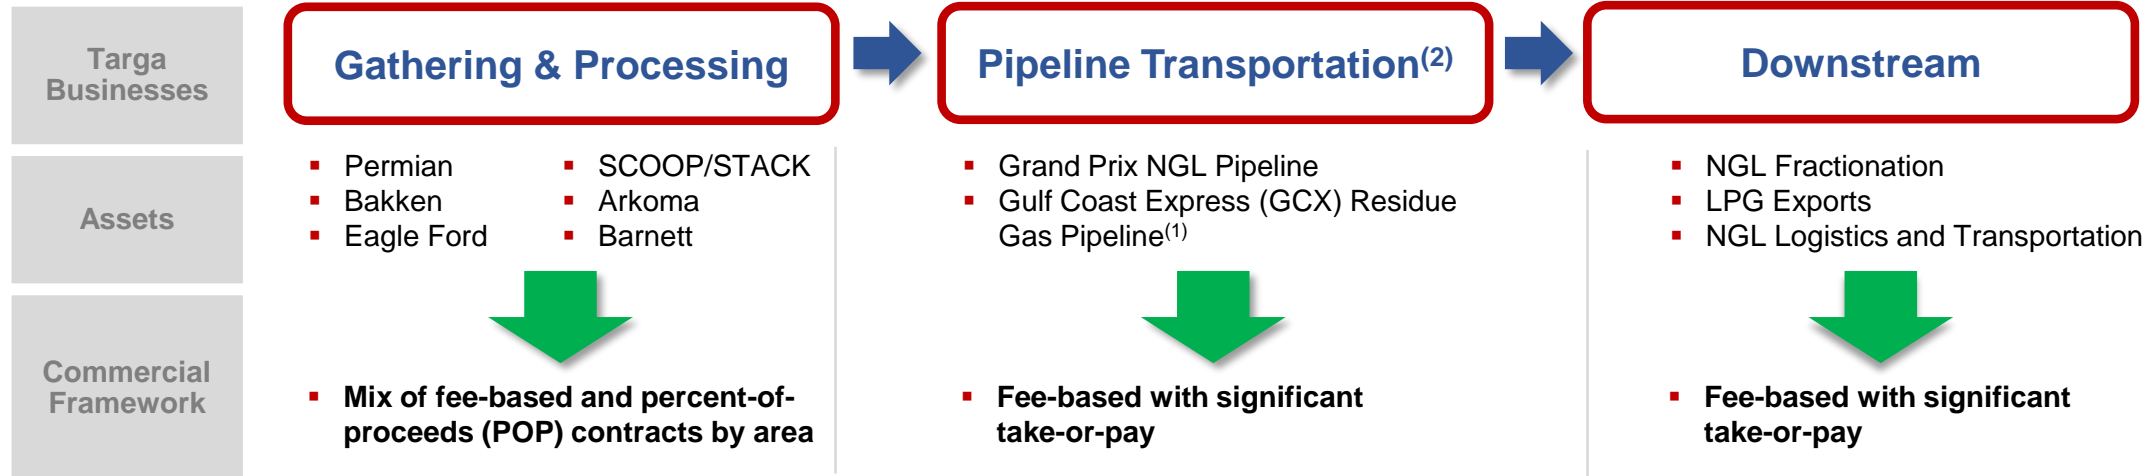 Targa
Businesses
Gathering & Processing
Pipeline Transportation(2)
Downstream
Assets
▪ Permian
▪ Bakken
▪ Eagle Ford
▪ SCOOP/STACK
▪ Arkoma
▪ Barnett
▪ Grand Prix NGL Pipeline
▪ Gulf Coast Express (GCX) Residue
Gas Pipeline(1)
▪ NGL Fractionation
▪ LPG Exports
▪ NGL Logistics and Transportation
Commercial
Framework
▪ Mix of fee-based and percent-of-
proceeds (POP) contracts by area
▪ Fee-based with significant
take-or-pay
▪ Fee-based with significant
take-or-pay